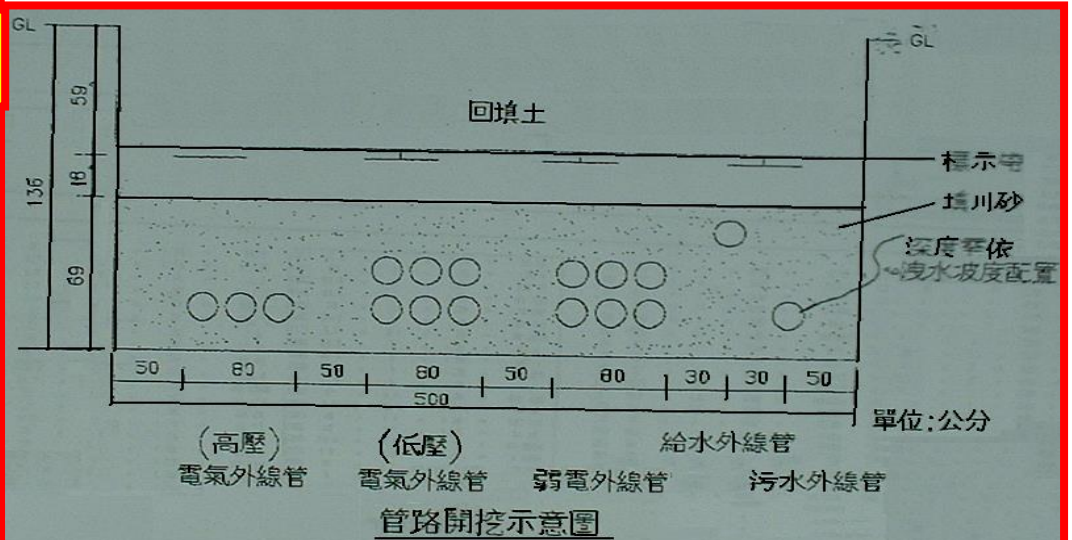 GL
GL
59
回填土
18
136
標示
填川砂
深度
依
洩水坡度配置
69
50 80 50 80 50 80 30 30 50
500
單位:公分
(高壓) (低壓) 給水外線管
電氣外線管 電氣外線管 弱電外線管 污水外線管
管路開挖示意圖